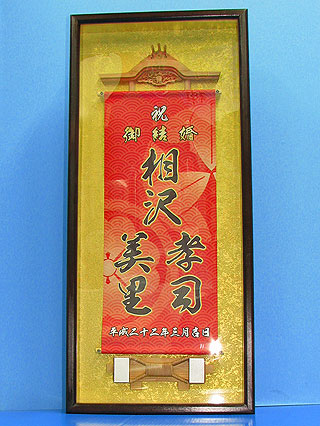 祝
御結婚
相沢
孝司
美里
平成二十二年三月吉日